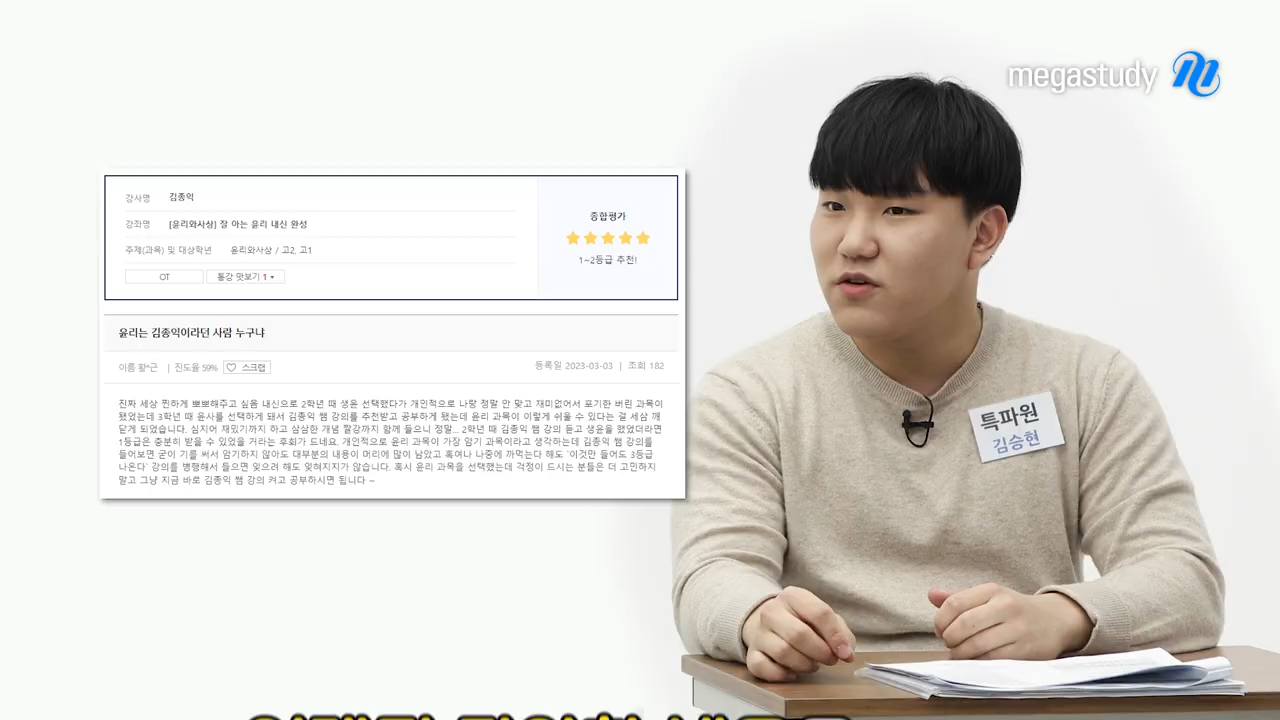 megastudy
강사명 김종익
강좌명 [윤리와사상] 잘 아는 윤리 내신 완성
주제(과목) 및 대상학년 윤리와사상 / 고2, 고1
OT 통강 맛보기 1
종합평가
1~2등급 추천!
윤리는 김종익이라던 사람 누구냐
이름 황*근 | 진도율 59% 스크랩 등록일 2023-03-03 | 조회 182
진짜 세상 찐하게 뽀뽀해주고 싶음 내신으로 2학년 때 생윤 선택했다가 개인적으로 나랑 정말 안 맞고 재미없어서 포기한 버린 과목이
됐었는데 3학년 때 윤사를 선택하게 돼서 김종익 쌤 강의를 추천받고 공부하게 됐는데 윤리 과목이 이렇게 쉬울 수 있다는 걸 세삼 깨
닫게 되었습니다. 심지어 재밌기까지 하고 삼삼한 개념 짤강까지 함께 들으니 정말... 2학년 때 김종익 쌤 강의 듣고 생윤을 했었더라면
1등급은 충분히 받을 수 있었을 거라는 후회가 드네요. 개인적으로 윤리 과목이 가장 암기 과목이라고 생각하는데 김종익 쌤 강의를
들어보면 굳이 기를 써서 암기하지 않아도 대부분의 내용이 머리에 많이 남았고 혹여나 나중에 까먹는다 해도 '이것만 들어도 3등급
나온다' 강의를 병행해서 들으면 잊으려 해도 잊혀지지가 않습니다. 혹시 윤리 과목을 선택했는데 걱정이 드시는 분들은 더 고민하지
말고 그냥 지금 바로 김종익 쌤 강의 켜고 공부하시면 됩니다 ~
특파원
김승현